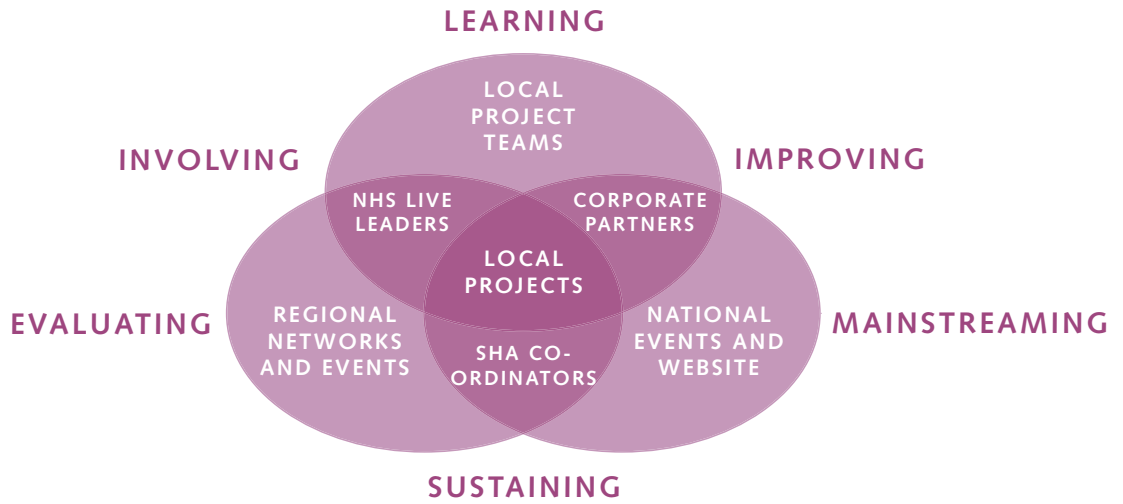 LEARNING
LOCAL
PROJECT
TEAMS
INVOLVING
IMPROVING
NHS LIVE
LEADERS
CORPORATE
PARTNERS
LOCAL
PROJECTS
EVALUATING
REGIONAL
NETWORKS
AND EVENTS
SHA CO-
ORDINATORS
NATIONAL
EVENTS AND
WEBSITE
MAINSTREAMING
SUSTAINING